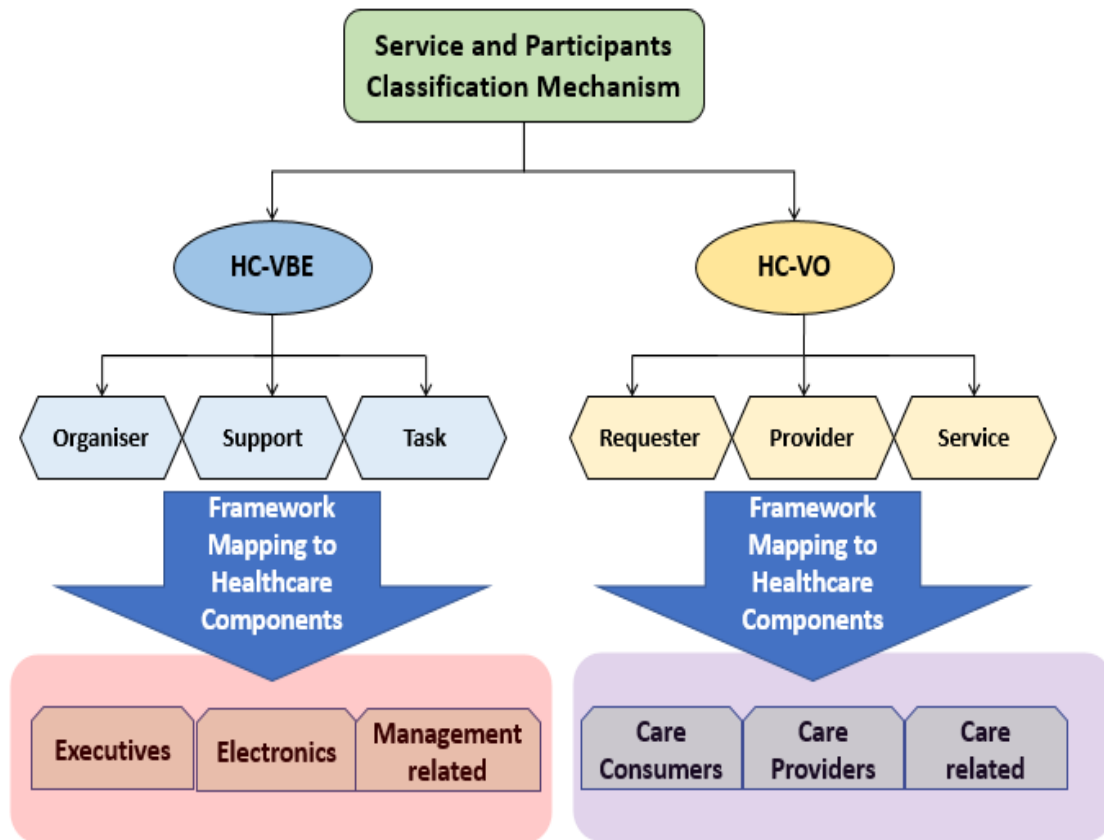 Service and Participants
Classification Mechanism
HC-VBE
HC-VO
Organiser
Support
Task
Requester
Provider
Service
Framework
Mapping to
Healthcare
Components
Framework
Mapping to
Healthcare
Components
Executives
Electronics
Management
related
Care
Consumers
Care
Providers
Care
related